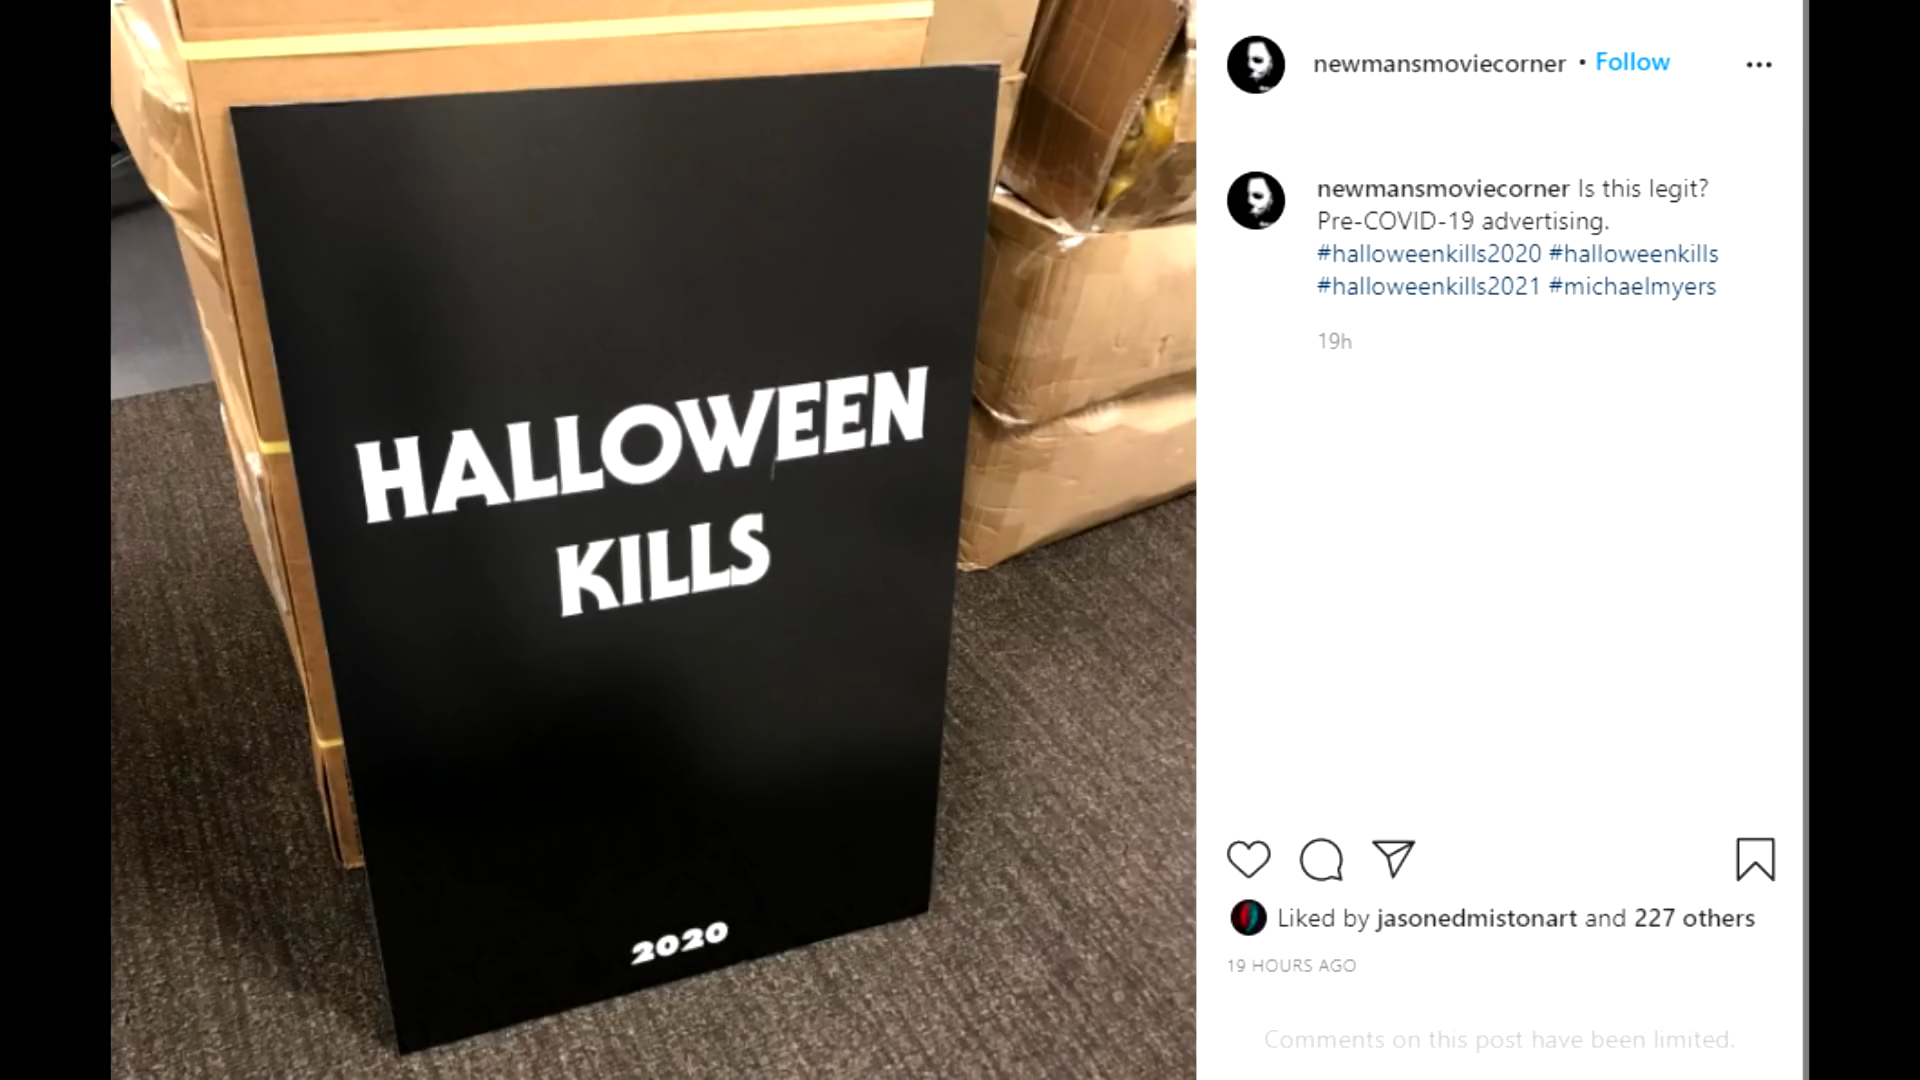 HALLOWEEN
KILLS
2020
newmansmoviecorner • Follow
newmansmoviecorner Is this legit?
Pre-COVID-19 advertising.
#halloweenkills2020 #halloweenkills
#halloweenkills2021 #michaelmyers
19h
Liked by jasonedmistonart and 227 others
19 HOURS AGO
Comments on this post have been limited.